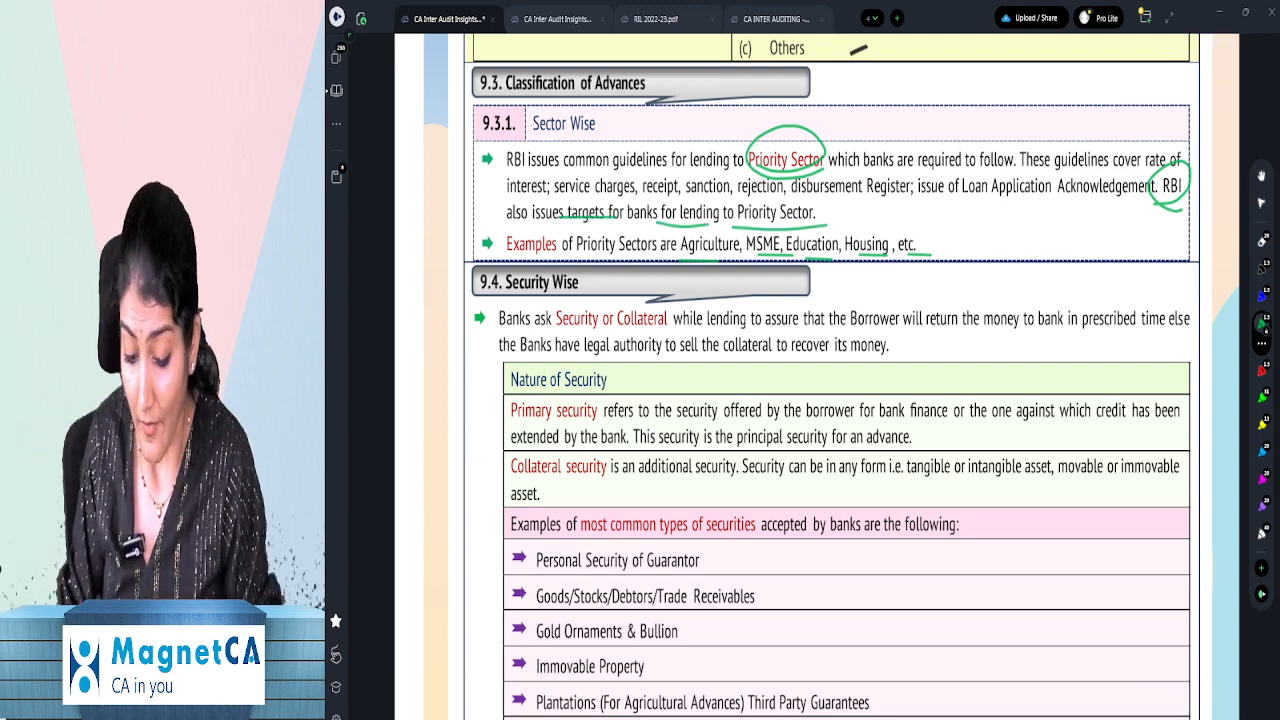 CA Inter Audit Insights...*
CA Inter Audit Insights...
RIL 2022-23.pdf
CA INTER AUDITING -...
4
Upload / Share
Pro Lite
(c) Others
9.3. Classification of Advances
9.3.1. Sector Wise
RBI issues common guidelines for lending to Priority Sector which banks are required to follow. These guidelines cover rate of
interest; service charges, receipt, sanction, rejection, disbursement Register; issue of Loan Application Acknowledgement. RBI
also issues targets for banks for lending to Priority Sector.
Examples of Priority Sectors are Agriculture, MSME, Education, Housing , etc.
9.4. Security Wise
Banks ask Security or Collateral while lending to assure that the Borrower will return the money to bank in prescribed time else
the Banks have legal authority to sell the collateral to recover its money.
Nature of Security
Primary security refers to the security offered by the borrower for bank finance or the one against which credit has been
extended by the bank. This security is the principal security for an advance.
Collateral security is an additional security. Security can be in any form i.e. tangible or intangible asset, movable or immovable
asset.
Examples of most common types of securities accepted by banks are the following:
Personal Security of Guarantor
Goods/Stocks/Debtors/Trade Receivables
Gold Ornaments & Bullion
Immovable Property
Plantations (For Agricultural Advances) Third Party Guarantees
MagnetCA
CA in you